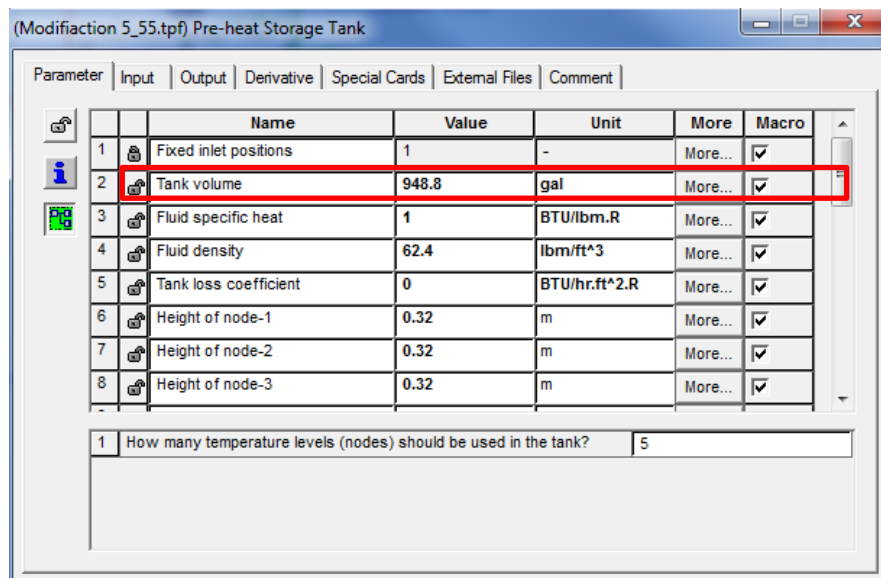 (Modifiaction 5_55.tpf) Pre-heat Storage Tank
Parameter Input Output Derivative Special Cards External Files Comment
Name Value Unit More Macro
1 Fixed inlet positions 1 - More...
2 Tank volume 948.8 gal More...
3 Fluid specific heat 1 BTU/lbm.R More...
4 Fluid density 62.4 lbm/ft^3 More...
5 Tank loss coefficient 0 BTU/hr.ft^2.R More...
6 Height of node-1 0.32 m More...
7 Height of node-2 0.32 m More...
8 Height of node-3 0.32 m More...
1 How many temperature levels (nodes) should be used in the tank? 5